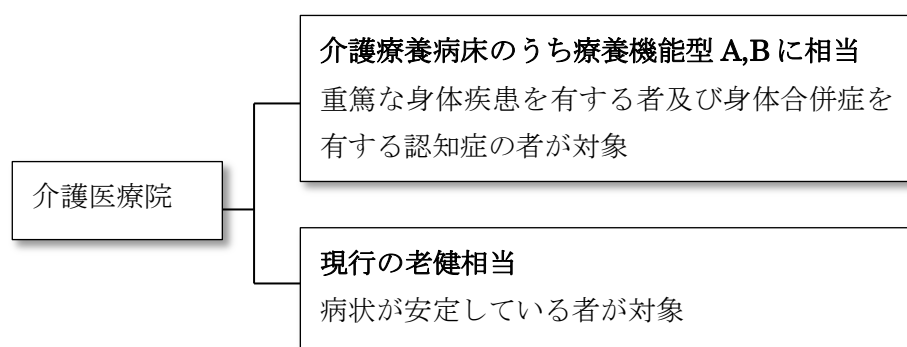 介護療養病床のうち療養機能型 A,B に相当
重篤な身体疾患を有する者及び身体合併症を
有する認知症の者が対象
介護医療院
現行の老健相当
病状が安定している者が対象